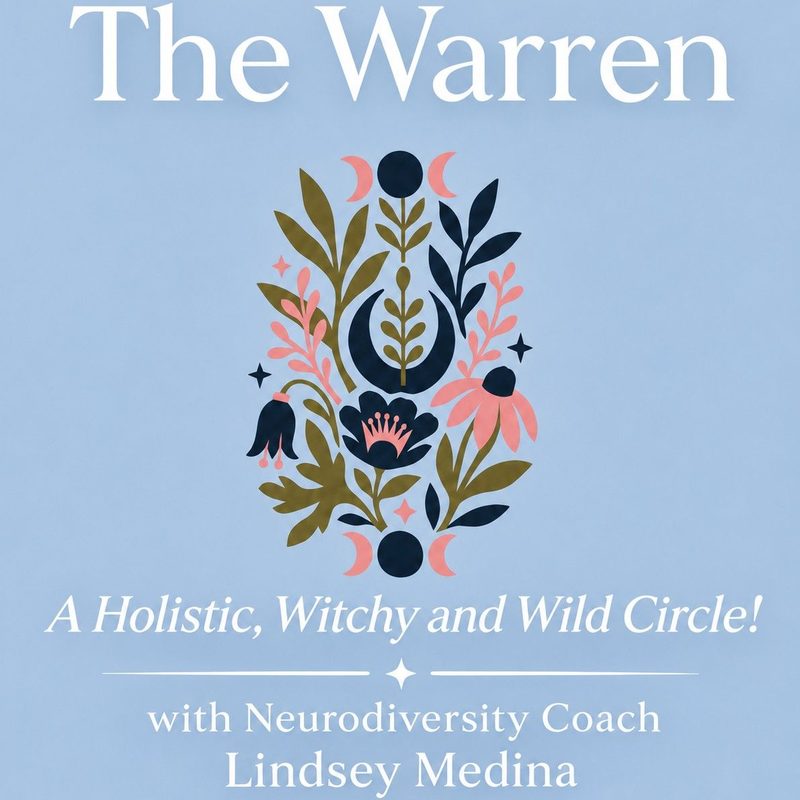 The Warren
A Holistic, Witchy and Wild Circle!
with Neurodiversity Coach
Lindsey Medina